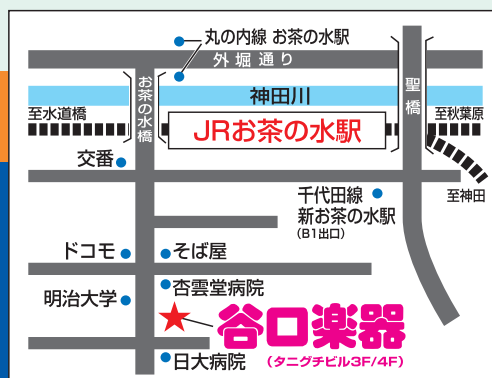 丸の内線 お茶の水駅
外堀通り
お茶の水橋
聖橋
神田川
至水道橋
至秋葉原
JRお茶の水駅
交番
至神田
千代田線
新お茶の水駅
(B1出口)
ドコモ
そば屋
杏雲堂病院
明治大学
谷口楽器
(タニグチビル3F/4F)
日大病院